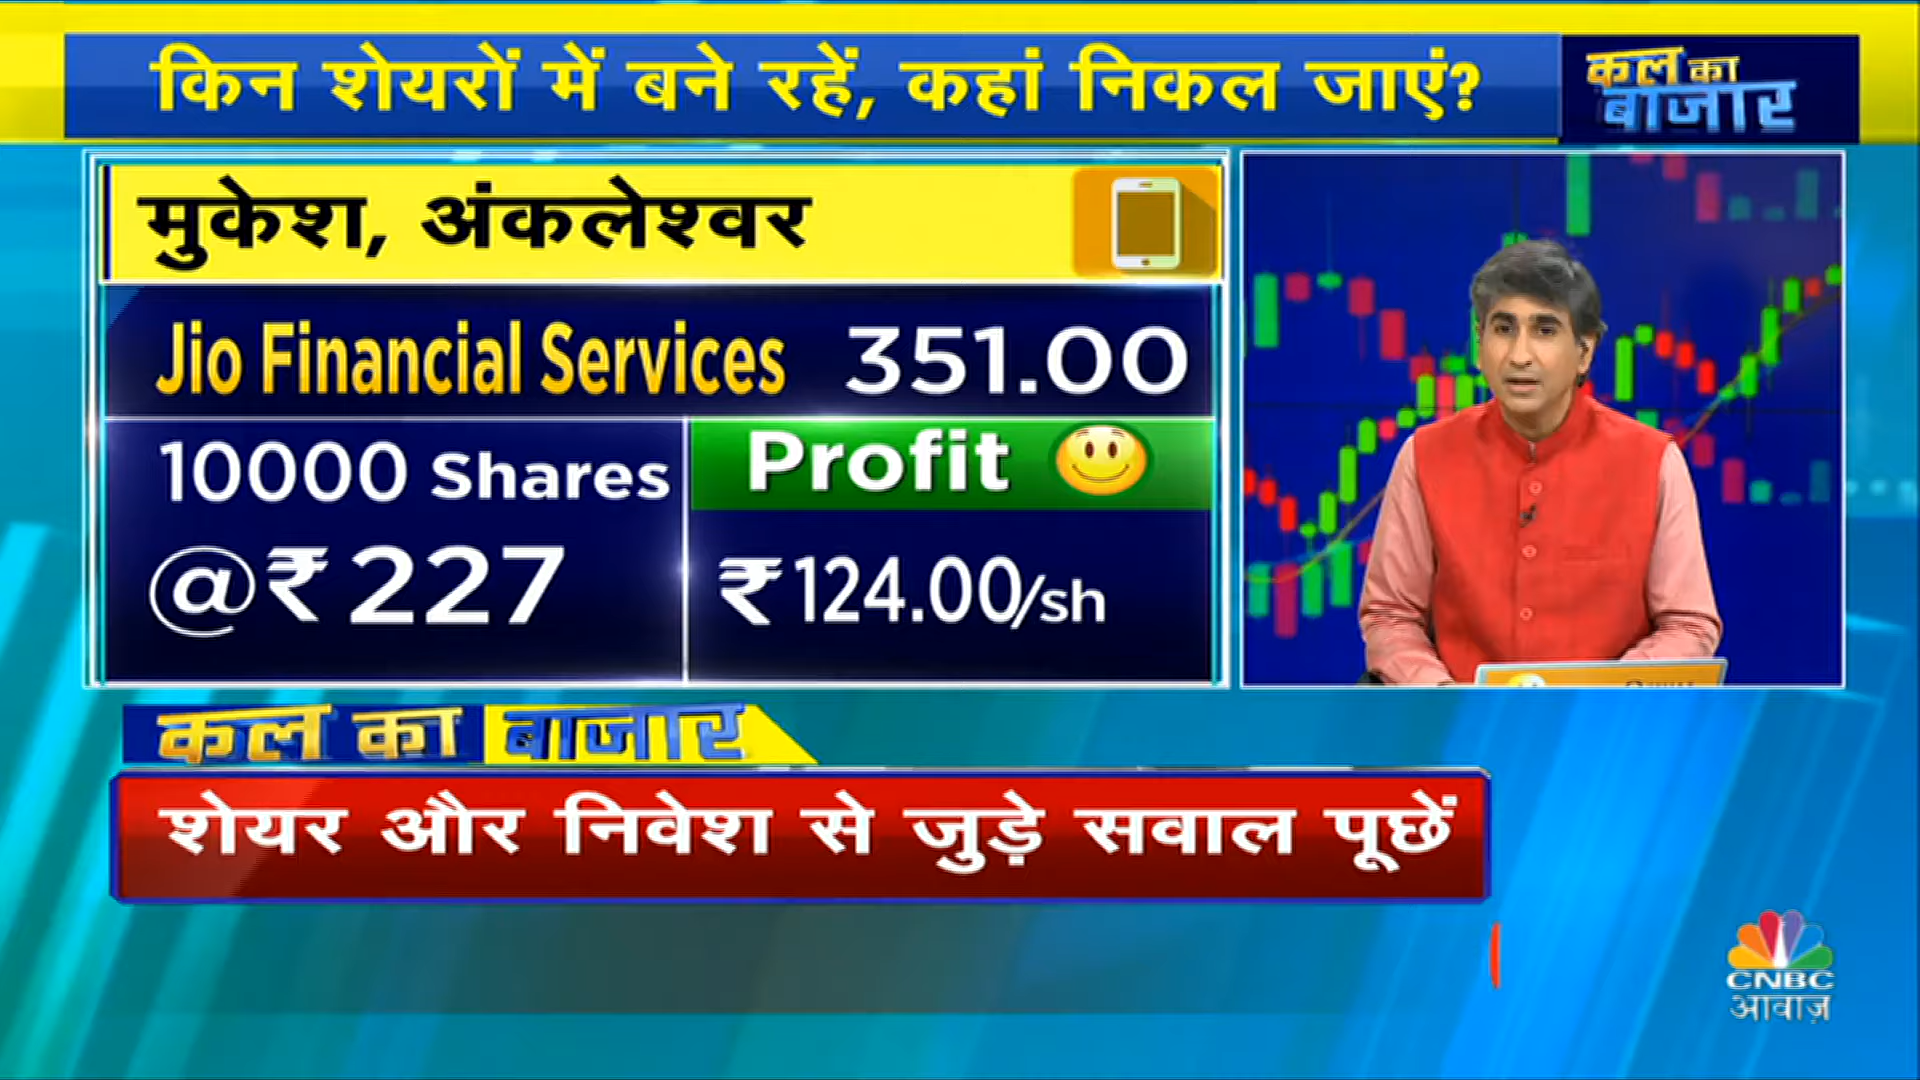 किन शेयरों में बने रहें, कहां निकल जाएं?
कल का
बाजार
मुकेश, अंकलेश्वर
Jio Financial Services 351.00
10000 Shares
@₹227
Profit
₹124.00/sh
कल का बाजार
शेयर और निवेश से जुड़े सवाल पूछें
CNBC
आवाज़